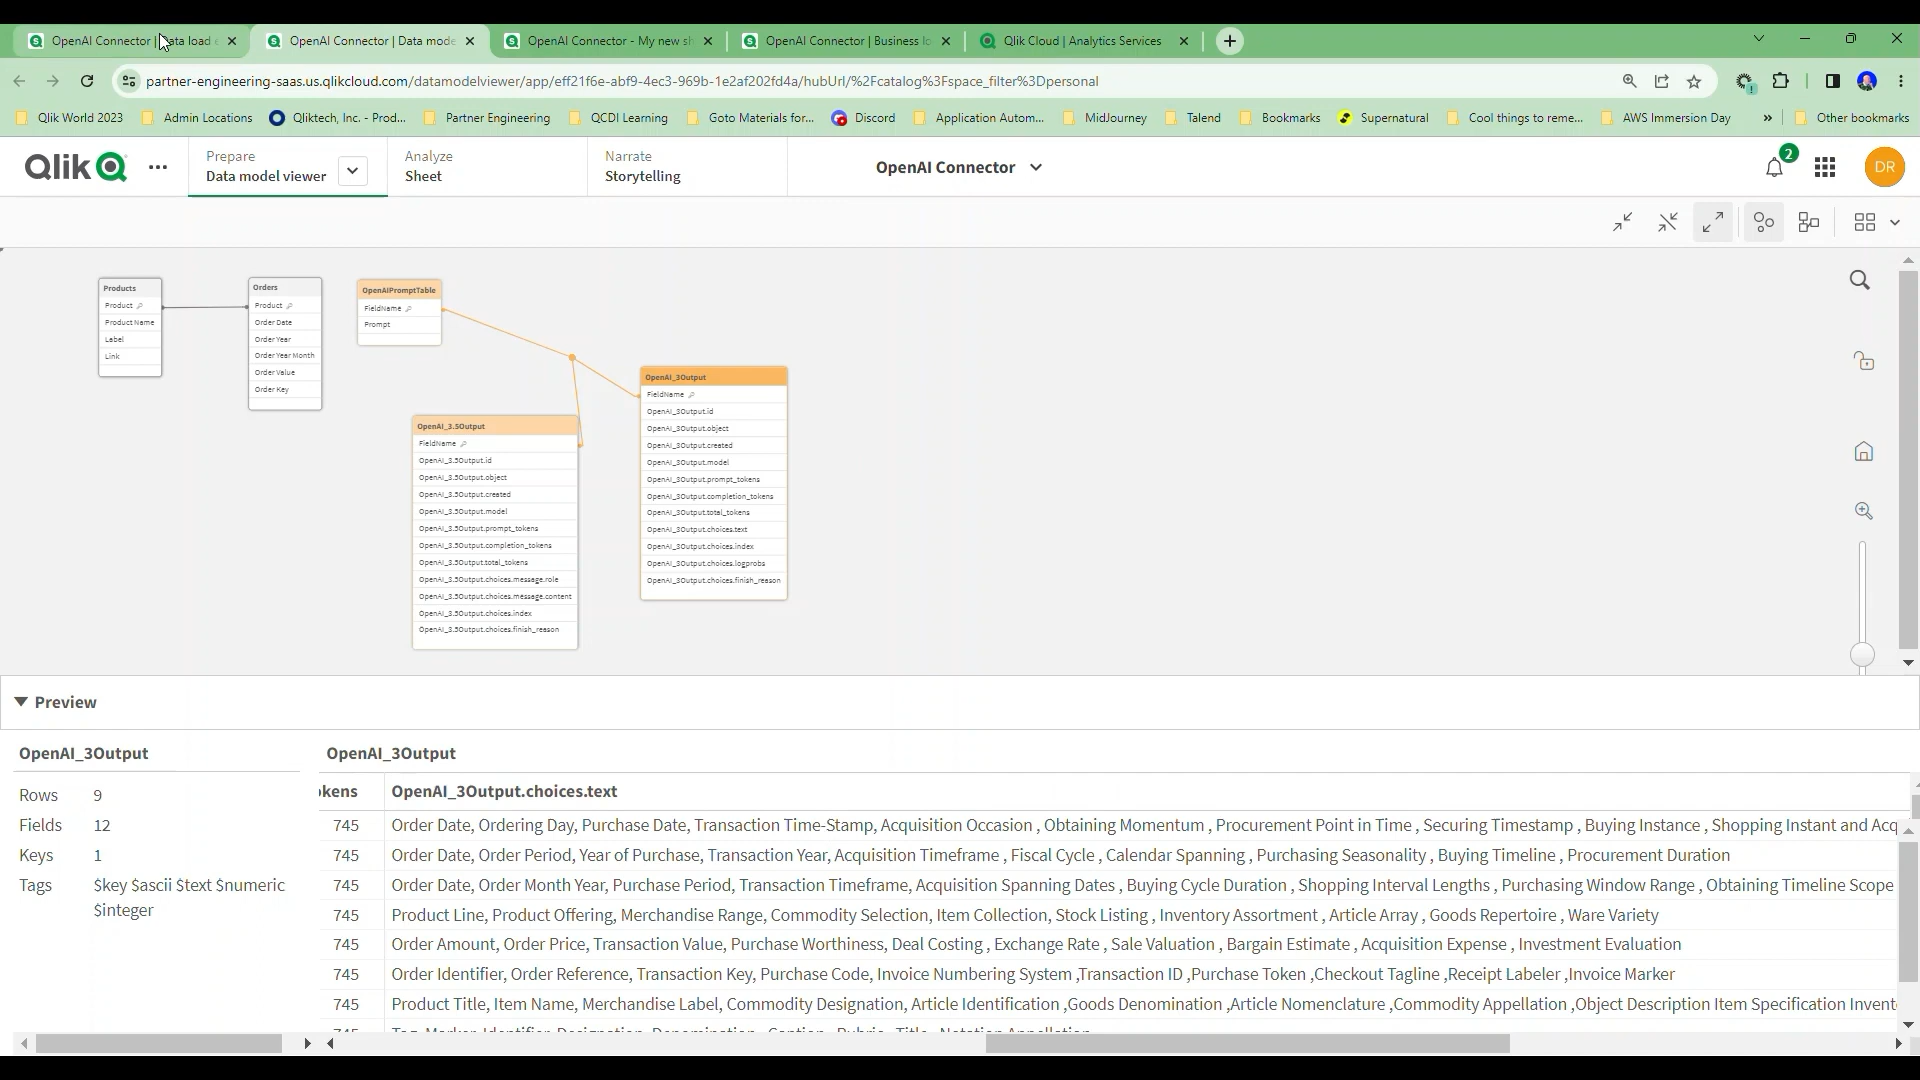 OpenAI Connector | Data load e
OpenAI Connector | Data mode
OpenAI Connector - My new sh
OpenAI Connector | Business lo
Qlik Cloud | Analytics Services
partner-engineering-saas.us.qlikcloud.com/datamodelviewer/app/eff21f6e-abf9-4ec3-969b-1e2af202fd4a/hubUrl/%2Fcatalog%3Fspace_filter%3Dpersonal
Qlik World 2023
Admin Locations
Qliktech, Inc. - Prod...
Partner Engineering
QCDI Learning
Goto Materials for...
Discord
Application Autom...
MidJourney
Talend
Bookmarks
Supernatural
Cool things to reme...
AWS Immersion Day
»
Other bookmarks
Qlik
Prepare
Data model viewer
Analyze
Sheet
Narrate
Storytelling
OpenAI Connector
2
DR
Products
Product
Product Name
Label
Link
Orders
Product
Order Date
Order Year
Order Year Month
Order Value
Order Key
OpenAIPromptTable
FieldName
Prompt
OpenAI_3.5Output
FieldName
OpenAI_3.5Output.id
OpenAI_3.5Output.object
OpenAI_3.5Output.created
OpenAI_3.5Output.model
OpenAI_3.5Output.prompt_tokens
OpenAI_3.5Output.completion_tokens
OpenAI_3.5Output.total_tokens
OpenAI_3.5Output.choices.message.role
OpenAI_3.5Output.choices.message.content
OpenAI_3.5Output.choices.index
OpenAI_3.5Output.choices.finish_reason
OpenAI_3Output
FieldName
OpenAI_3Output.id
OpenAI_3Output.object
OpenAI_3Output.created
OpenAI_3Output.model
OpenAI_3Output.prompt_tokens
OpenAI_3Output.completion_tokens
OpenAI_3Output.total_tokens
OpenAI_3Output.choices.text
OpenAI_3Output.choices.index
OpenAI_3Output.choices.logprobs
OpenAI_3Output.choices.finish_reason
Preview
OpenAI_3Output
Rows 9
Fields 12
Keys 1
Tags $key $ascii $text $numeric
$integer
OpenAI_3Output
okens OpenAI_3Output.choices.text
745 Order Date, Ordering Day, Purchase Date, Transaction Time-Stamp, Acquisition Occasion , Obtaining Momentum , Procurement Point in Time , Securing Timestamp , Buying Instance , Shopping Instant and Acq
745 Order Date, Order Period, Year of Purchase, Transaction Year, Acquisition Timeframe , Fiscal Cycle , Calendar Spanning , Purchasing Seasonality , Buying Timeline , Procurement Duration
745 Order Date, Order Month Year, Purchase Period, Transaction Timeframe, Acquisition Spanning Dates , Buying Cycle Duration , Shopping Interval Lengths , Purchasing Window Range , Obtaining Timeline Scope
745 Product Line, Product Offering, Merchandise Range, Commodity Selection, Item Collection, Stock Listing , Inventory Assortment , Article Array , Goods Repertoire , Ware Variety
745 Order Amount, Order Price, Transaction Value, Purchase Worthiness, Deal Costing , Exchange Rate , Sale Valuation , Bargain Estimate , Acquisition Expense , Investment Evaluation
745 Order Identifier, Order Reference, Transaction Key, Purchase Code, Invoice Numbering System ,Transaction ID ,Purchase Token ,Checkout Tagline ,Receipt Labeler ,Invoice Marker
745 Product Title, Item Name, Merchandise Label, Commodity Designation, Article Identification ,Goods Denomination ,Article Nomenclature ,Commodity Appellation ,Object Description Item Specification Invent
745 Tag, Marker, Identifier, Designation, Denomination , Caption , Rubric , Title , Notation Appellation